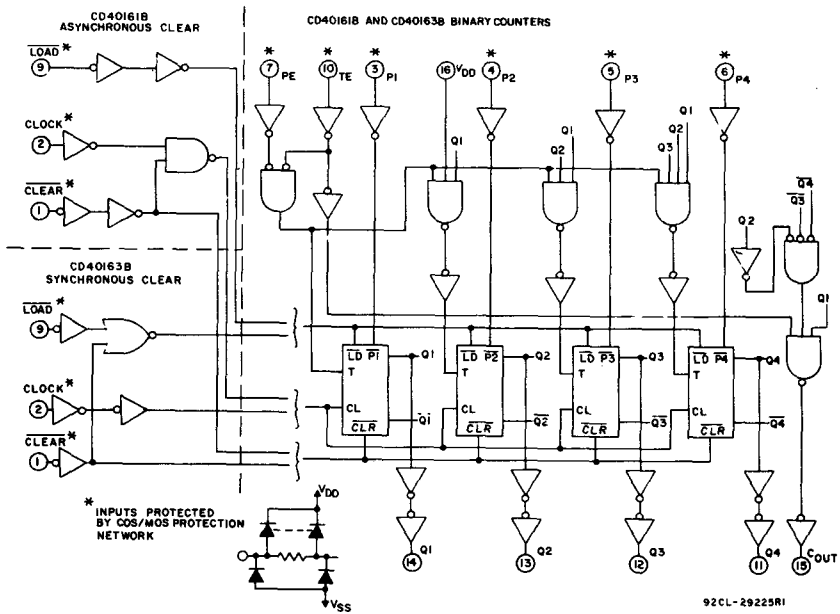 CD40161B
ASYNCHRONOUS CLEAR
CD40161B AND CD40163B BINARY COUNTERS
LOAD *
9
CLOCK *
2
CLEAR *
1
CD40163B
SYNCHRONOUS CLEAR
LOAD *
9
CLOCK *
2
CLEAR *
1
* INPUTS PROTECTED
BY COS/MOS PROTECTION
NETWORK
VDD
VSS
* 7 PE
* 10 TE
* 3 P1
16 VDD
* 4 P2
* 5 P3
* 6 P4
Q1
Q2 Q1
Q3 Q2 Q1
Q2 Q3 Q4
Q1
LD P1
T
CL
CLR
Q1
Q1
LD P2
T
CL
CLR
Q2
Q2
LD P3
T
CL
CLR
Q3
Q3
LD P4
T
CL
CLR
Q4
Q4
Q1
14
Q2
13
Q3
12
Q4
11
COUT
15
92CL-29225R1